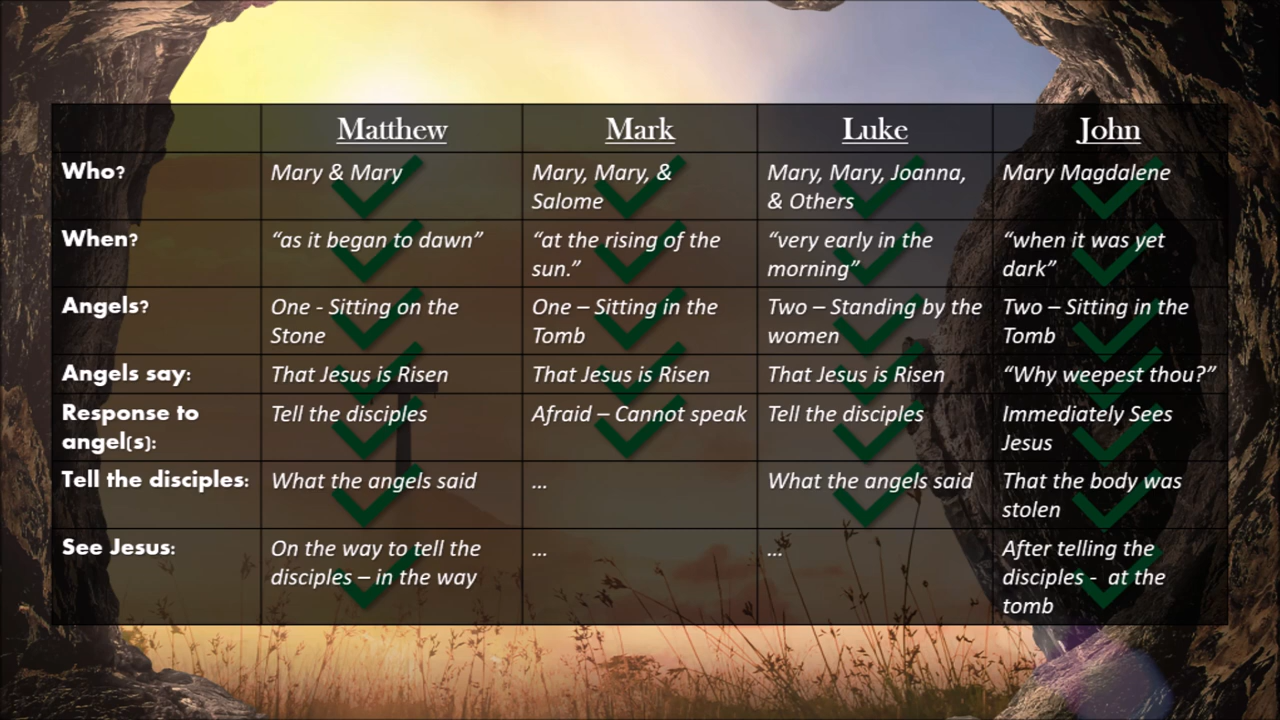 Matthew Mark Luke John
Who? Mary & Mary Mary, Mary, & Mary, Mary, Joanna, Mary Magdalene
Salome & Others
When? “as it began to dawn” “at the rising of the “very early in the “when it was yet
sun.” morning” dark”
Angels? One - Sitting on the One – Sitting in the Two – Standing by the Two – Sitting in the
Stone Tomb women Tomb
Angels say: That Jesus is Risen That Jesus is Risen That Jesus is Risen “Why weepest thou?”
Response to Tell the disciples Afraid – Cannot speak Tell the disciples Immediately Sees
angel(s): Jesus
Tell the disciples: What the angels said ... What the angels said That the body was
stolen
See Jesus: On the way to tell the ... ... After telling the
disciples – in the way disciples - at the
tomb